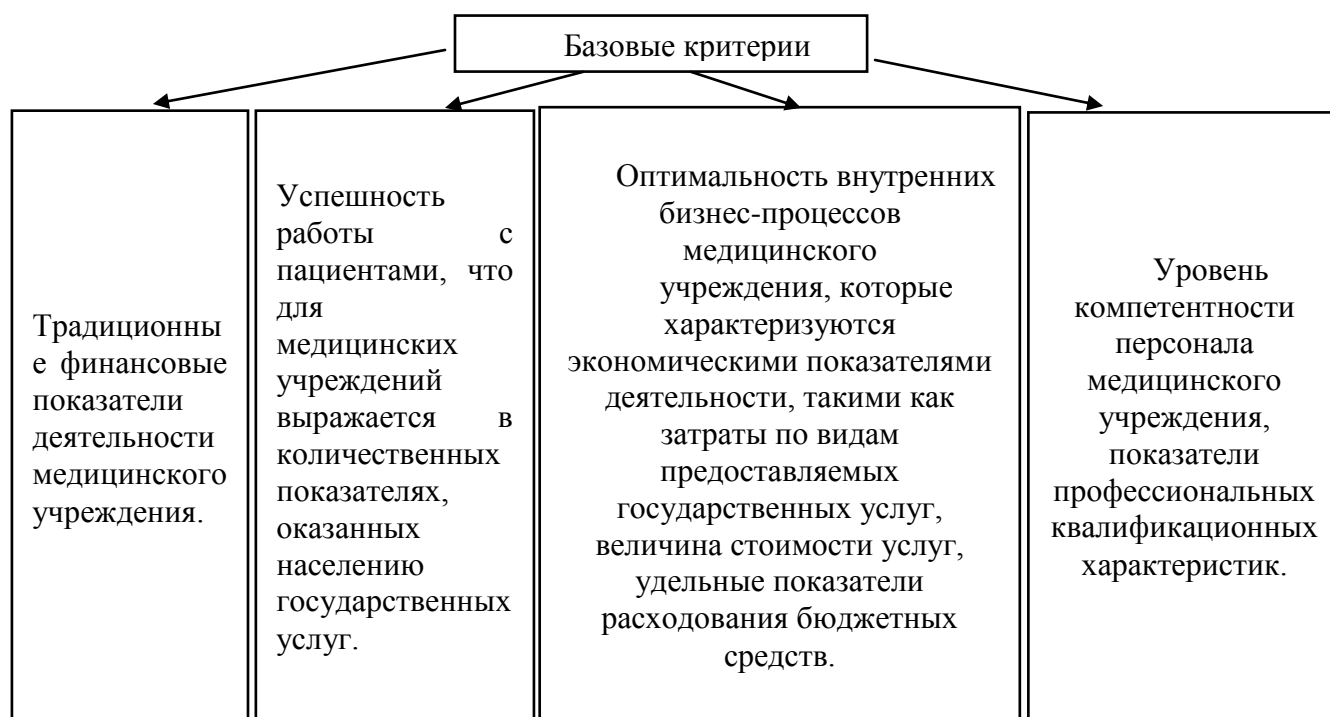 Базовые критерии
Традиционны
е финансовые
показатели
деятельности
медицинского
учреждения.
Успешность
работы с
пациентами, что
для
медицинских
учреждений
выражается в
количественных
показателях,
оказанных
населению
государственных
услуг.
Оптимальность внутренних
бизнес-процессов
медицинского
учреждения, которые
характеризуются
экономическими показателями
деятельности, такими как
затраты по видам
предоставляемых
государственных услуг,
величина стоимости услуг,
удельные показатели
расходования бюджетных
средств.
Уровень
компетентности
персонала
медицинского
учреждения,
показатели
профессиональных
квалификационных
характеристик.